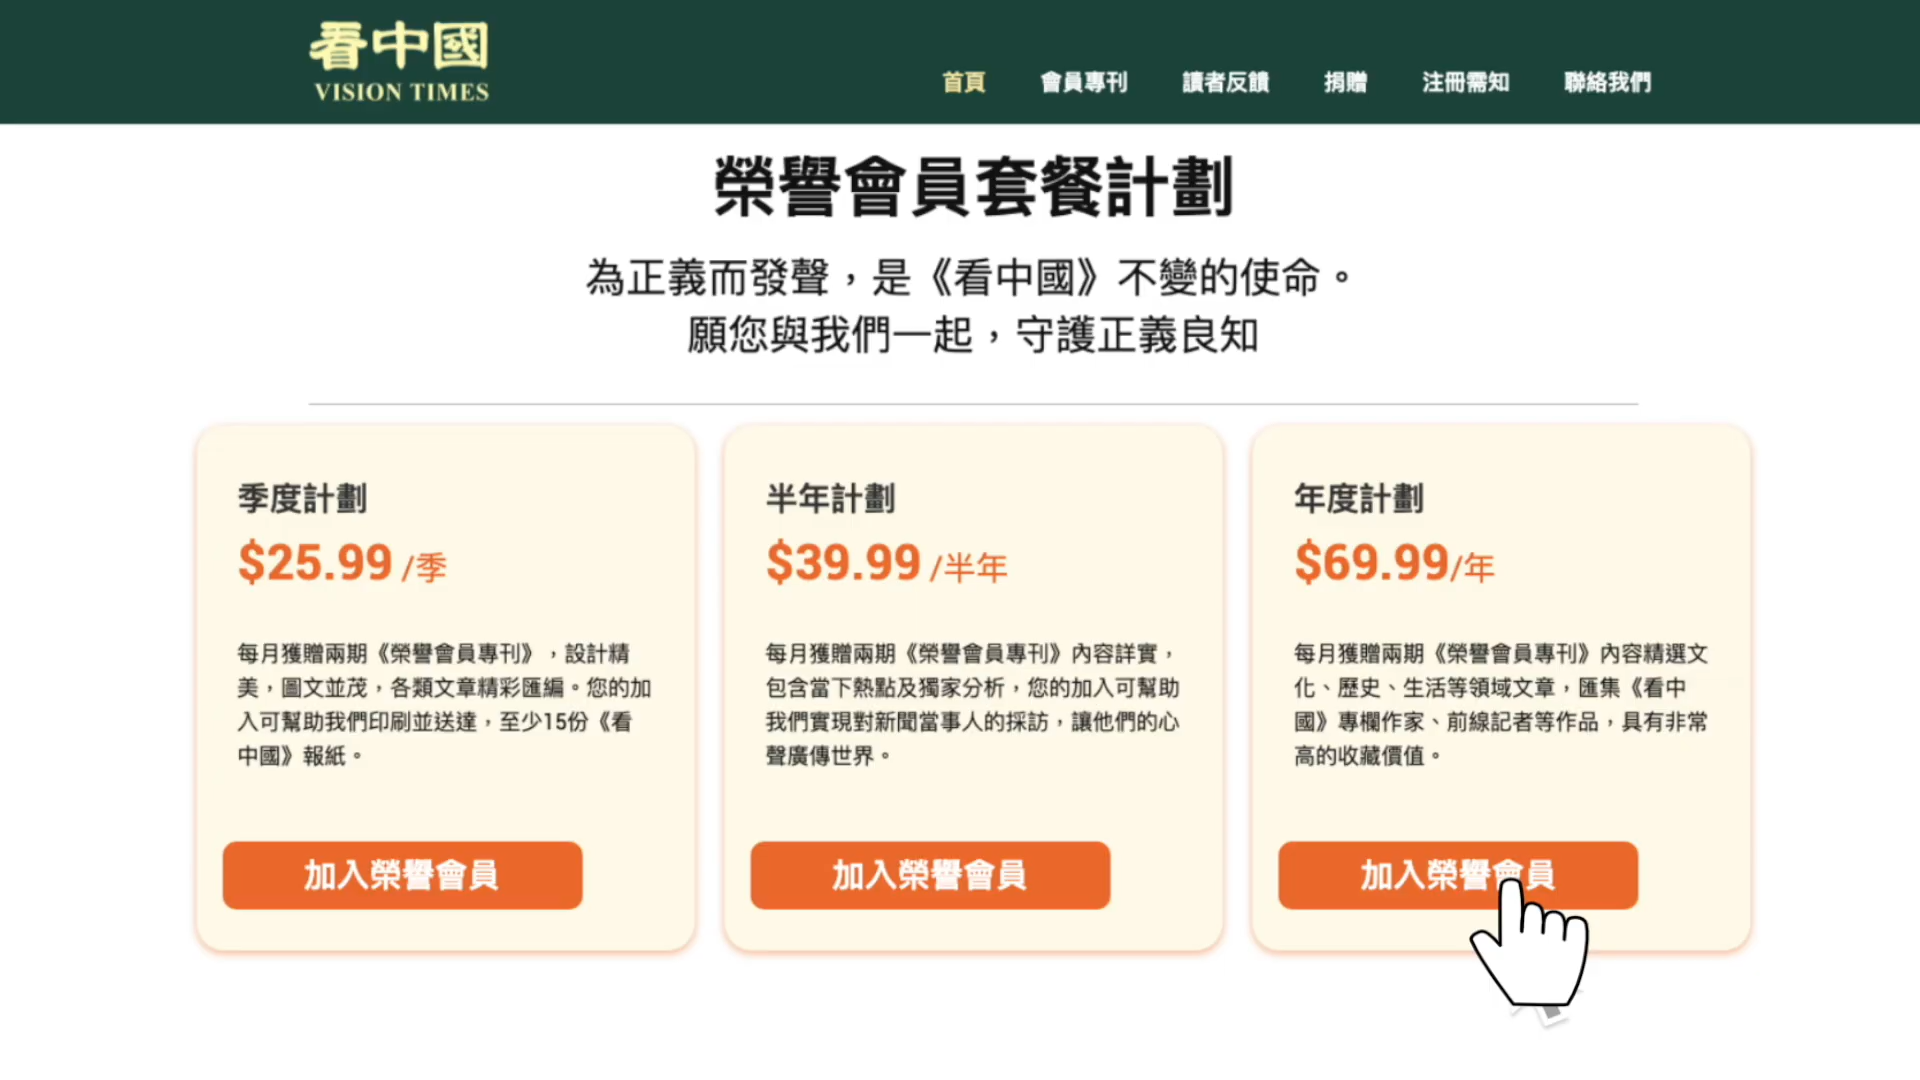 看中國
VISION TIMES
首頁 會員專刊 讀者反饋 捐贈 注冊需知 聯絡我們
榮譽會員套餐計劃
為正義而發聲，是《看中國》不變的使命。
願您與我們一起，守護正義良知
季度計劃
$25.99 /季
每月獲贈兩期《榮譽會員專刊》，設計精
美，圖文並茂，各類文章精彩匯編。您的加
入可幫助我們印刷並送達，至少15份《看
中國》報紙。
加入榮譽會員
半年計劃
$39.99 /半年
每月獲贈兩期《榮譽會員專刊》內容詳實，
包含當下熱點及獨家分析，您的加入可幫助
我們實現對新聞當事人的採訪，讓他們的心
聲廣傳世界。
加入榮譽會員
年度計劃
$69.99/年
每月獲贈兩期《榮譽會員專刊》內容精選文
化、歷史、生活等領域文章，匯集《看中
國》專欄作家、前線記者等作品，具有非常
高的收藏價值。
加入榮譽會員